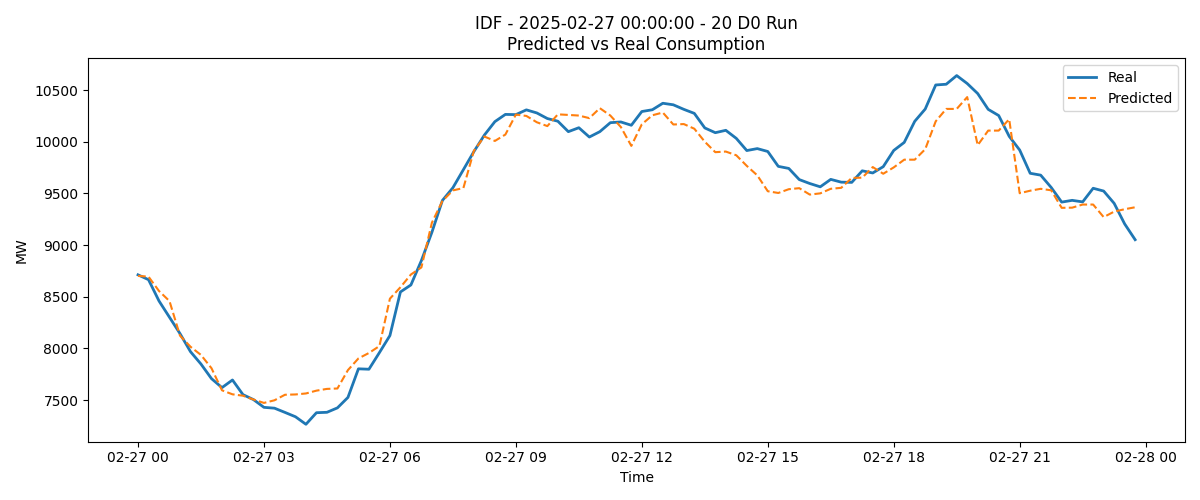 IDF - 2025-02-27 00:00:00 - 20 D0 Run
Predicted vs Real Consumption
Real
Predicted
MW
10500
10000
9500
9000
8500
8000
7500
02-27 00
02-27 03
02-27 06
02-27 09
02-27 12
02-27 15
02-27 18
02-27 21
02-28 00
Time